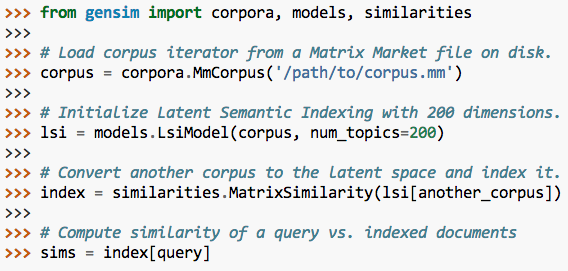 >>> from gensim import corpora, models, similarities
>>>
>>> # Load corpus iterator from a Matrix Market file on disk.
>>> corpus = corpora.MmCorpus('/path/to/corpus.mm')
>>>
>>> # Initialize Latent Semantic Indexing with 200 dimensions.
>>> lsi = models.LsiModel(corpus, num_topics=200)
>>>
>>> # Convert another corpus to the latent space and index it.
>>> index = similarities.MatrixSimilarity(lsi[another_corpus])
>>>
>>> # Compute similarity of a query vs. indexed documents
>>> sims = index[query]